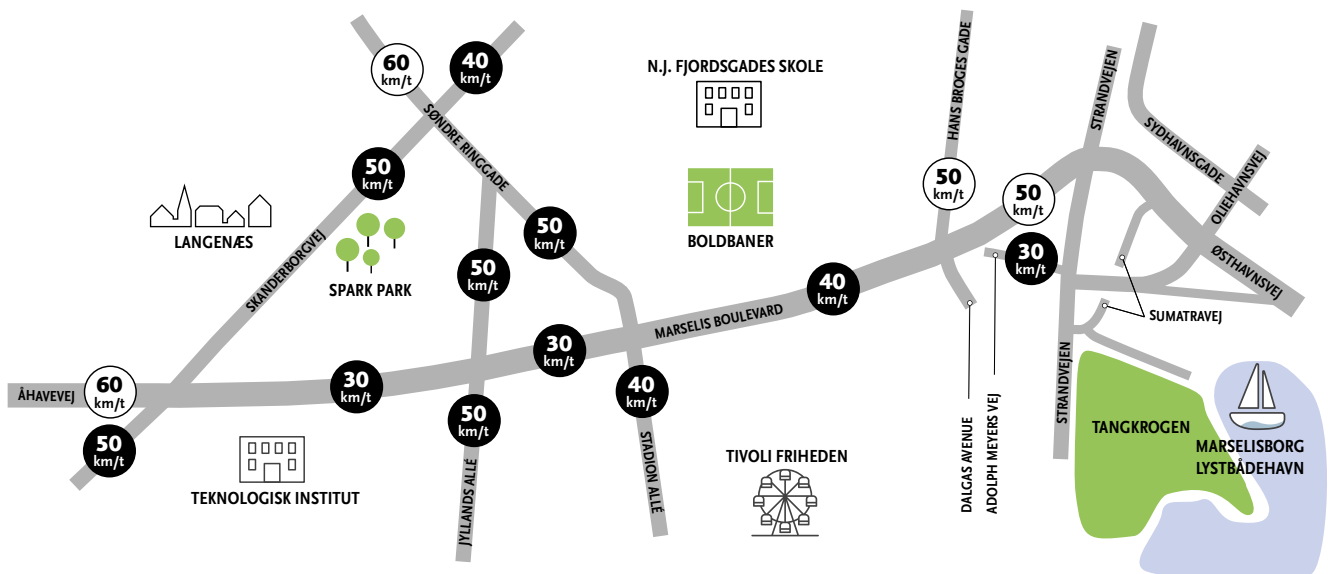 60
km/t
40
km/t
N.J. FJORDSGADES SKOLE
HANS BROGES GADE
STRANDVEJEN
SYDHAVNSGADE
OLIEHAVNSVEJ
SØNDRE RINGGADE
50
km/t
50
km/t
50
km/t
LANGENÆS
SPARK PARK
SKANDERBORGVEJ
50
km/t
50
km/t
BOLDBANER
30
km/t
ØSTHAVNSVEJ
40
km/t
MARSELIS BOULEVARD
SUMATRAVEJ
30
km/t
30
km/t
ÅHAVEVEJ
60
km/t
40
km/t
STRANDVEJEN
50
km/t
50
km/t
JYLLANDS ALLÉ
STADION ALLÉ
TEKNOLOGISK INSTITUT
TIVOLI FRIHEDEN
DALGAS AVENUE
ADOLPH MEYERS VEJ
TANGKROGEN
MARSELISBORG
LYSTBÅDEHAVN